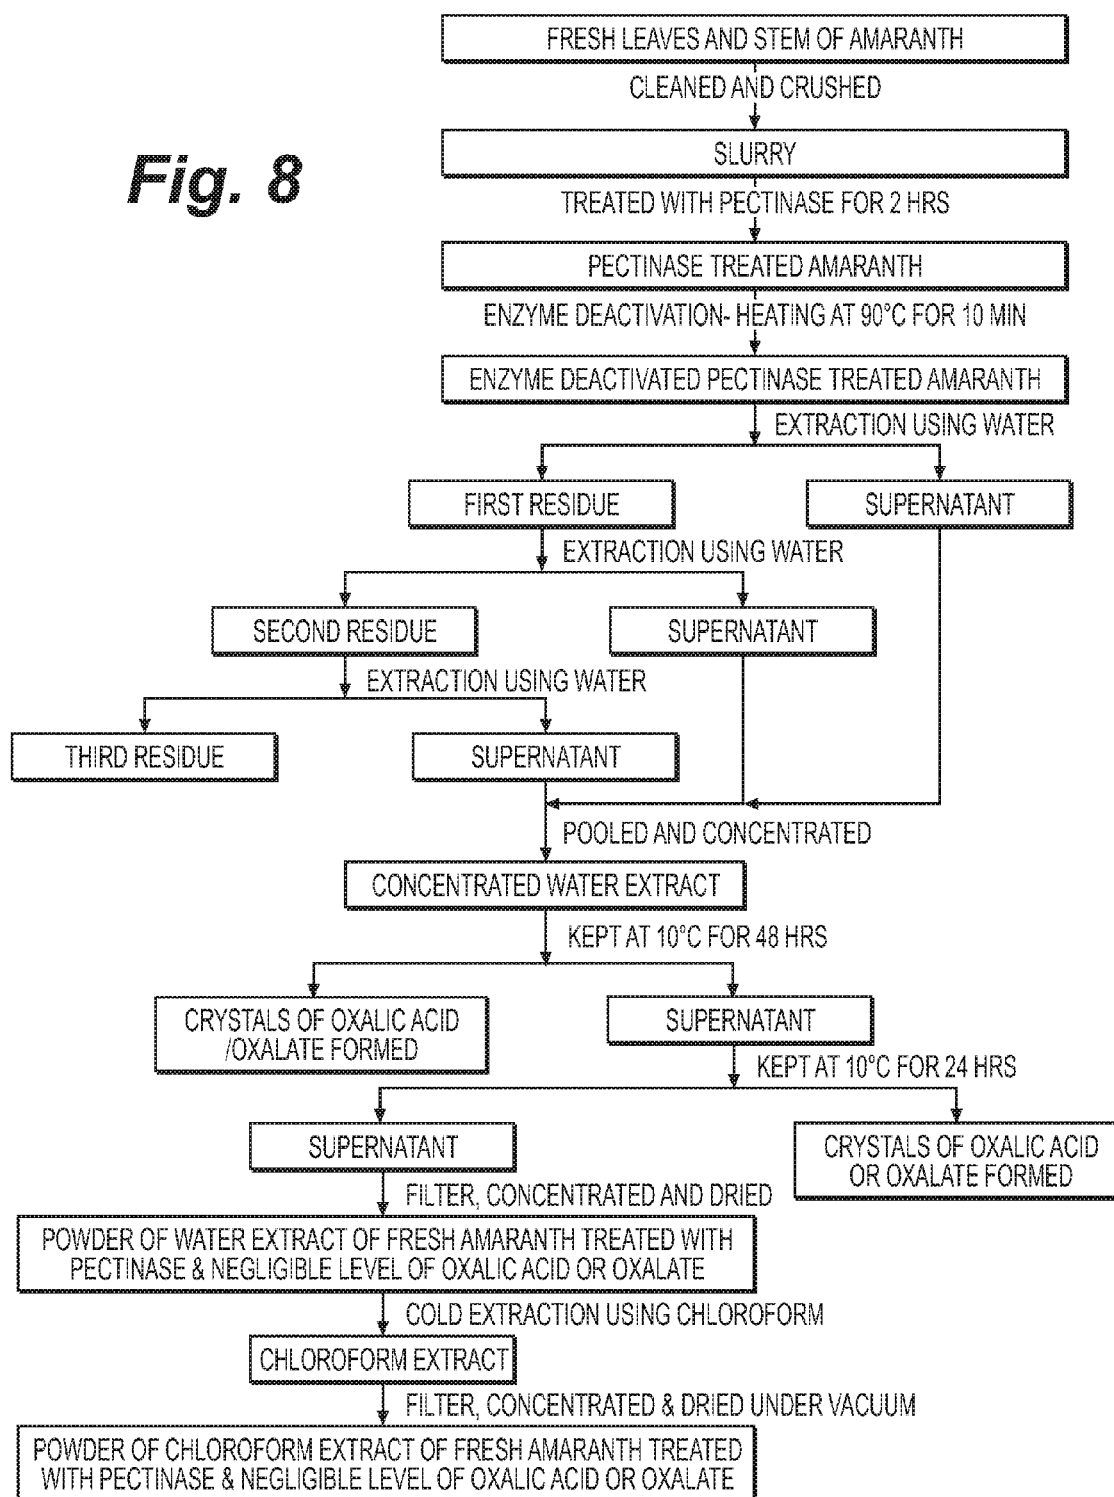 FRESH LEAVES AND STEM OF AMARANTH
CLEANED AND CRUSHED
Fig. 8
SLURRY
TREATED WITH PECTINASE FOR 2 HRS
PECTINASE TREATED AMARANTH
ENZYME DEACTIVATION- HEATING AT 90°C FOR 10 MIN
ENZYME DEACTIVATED PECTINASE TREATED AMARANTH
EXTRACTION USING WATER
FIRST RESIDUE
SUPERNATANT
EXTRACTION USING WATER
SECOND RESIDUE
SUPERNATANT
EXTRACTION USING WATER
THIRD RESIDUE
SUPERNATANT
POOLED AND CONCENTRATED
CONCENTRATED WATER EXTRACT
KEPT AT 10°C FOR 48 HRS
CRYSTALS OF OXALIC ACID
/OXALATE FORMED
SUPERNATANT
KEPT AT 10°C FOR 24 HRS
SUPERNATANT
CRYSTALS OF OXALIC ACID
OR OXALATE FORMED
FILTER, CONCENTRATED AND DRIED
POWDER OF WATER EXTRACT OF FRESH AMARANTH TREATED WITH
PECTINASE & NEGLIGIBLE LEVEL OF OXALIC ACID OR OXALATE
COLD EXTRACTION USING CHLOROFORM
CHLOROFORM EXTRACT
FILTER, CONCENTRATED & DRIED UNDER VACUUM
POWDER OF CHLOROFORM EXTRACT OF FRESH AMARANTH TREATED
WITH PECTINASE & NEGLIGIBLE LEVEL OF OXALIC ACID OR OXALATE